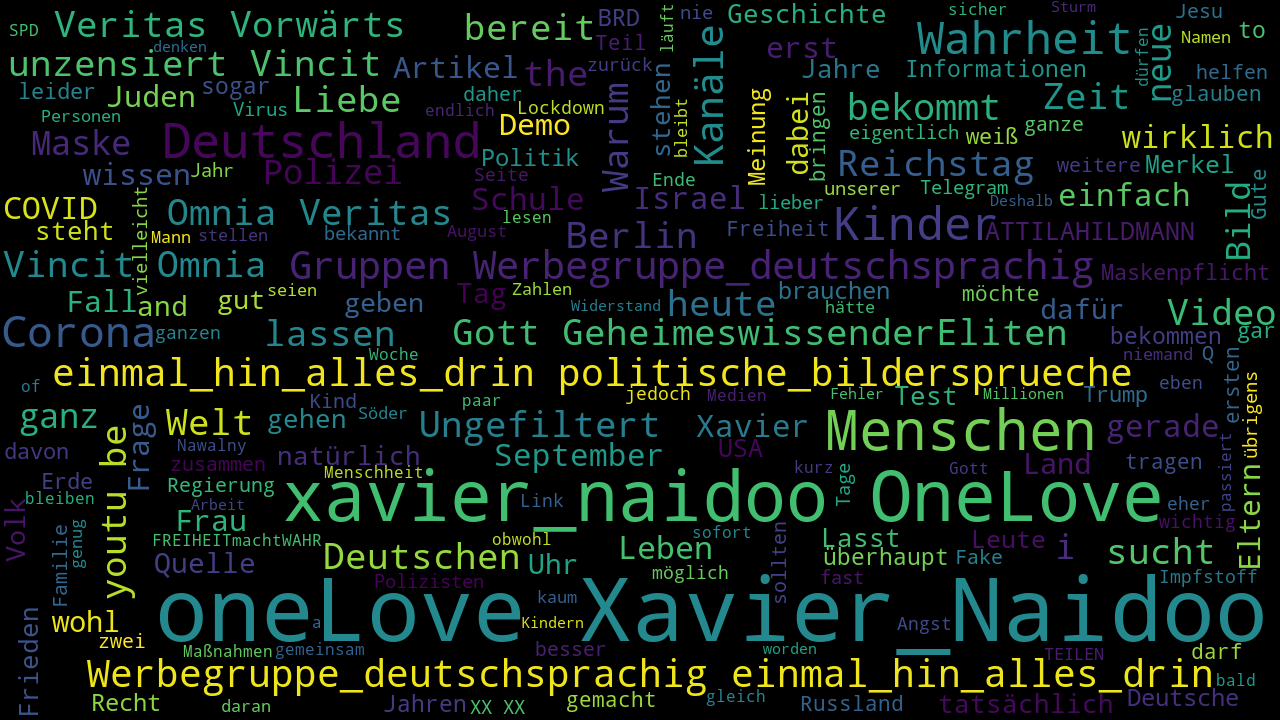 SPD Veritas Vorwärts bereit BRD nie Geschichte sicher Sturm Jesu
denken Teil läuft erst Wahrheit Namen to
unzensiert Vincit Artikel the zurück Kanäle Jahre Informationen dürfen neue helfen
leider Juden sogar Virus Liebe daher endlich Lockdown stehen bekommt Zeit glauben
Personen Demo Warum bleibt Meinung dabei bringen eigentlich weiß ganze wirklich
Maske Deutschland Politik Reichstag weitere Merkel
wissen Jahr Polizei Seite Ende unserer Telegram Deshalb einfach Bild Gute
COVID Omnia Veritas Schule Israel lieber
steht vielleicht Mann stellen bekannt August lesen Berlin Freiheit Kinder ATTILAHILDMANN
Vincit Omnia Gruppen Werbegruppe_deutschsprachig Maskenpflicht
Fall and gut seien geben Tag Zahlen Widerstand heute brauchen hätte möchte dafür Video
Corona ganzen lassen Gott GeheimeswissenderEliten bekommen gar
Woche niemand Q
of einmal_hin_alles_drin politische_bildersprueche ersten eben
ganz Frage Welt Kind gehen Söder paar jedoch Medien Fehler Test Millionen Trump übrigens
youtu be Ungefiltert Xavier Menschen gerade
davon Nawalny natürlich September USA
Erde zusammen Menschheit kurz Gott Land tragen passiert
bleiben Regierung xavier_naidoo OneLove Tage eher
Volk Arbeit Link Eltern
Familie genug Frau wichtig
FREIHEITmachtWAHR obwohl sofort Lasst Leute i
Quelle Deutschen Uhr Leben überhaupt Fake sucht
Polizisten möglich sollten fast Impfstoff
Frieden wohl oneLove Xavier__Naidoo kaum
zwei a Kindern Angst
Maßnahmen gemeinsam besser worden TEILEN darf
Werbegruppe_deutschsprachig einmal_hin_alles_drin bald
Recht daran Jahren XX XX gemacht gleich Russland tatsächlich Deutsche